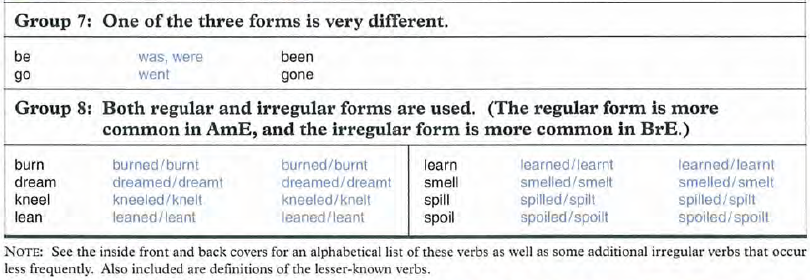 Group 7: One of the three forms is very different.
be was, were been
go went gone
Group 8: Both regular and irregular forms are used. (The regular form is more
common in AmE, and the irregular form is more common in BrE.)
burn burned/burnt burned/burnt learn learned/learnt learned/learnt
dream dreamed/dreamt dreamed/dreamt smell smelled/smelt smelled/smelt
kneel kneeled/knelt kneeled/knelt spill spilled/spilt spilled/spilt
lean leaned/leant leaned/leant spoil spoiled/spoilt spoiled/spoilt
NOTE: See the inside front and back covers for an alphabetical list of these verbs as well as some additional irregular verbs that occur
less frequently. Also included are definitions of the lesser-known verbs.